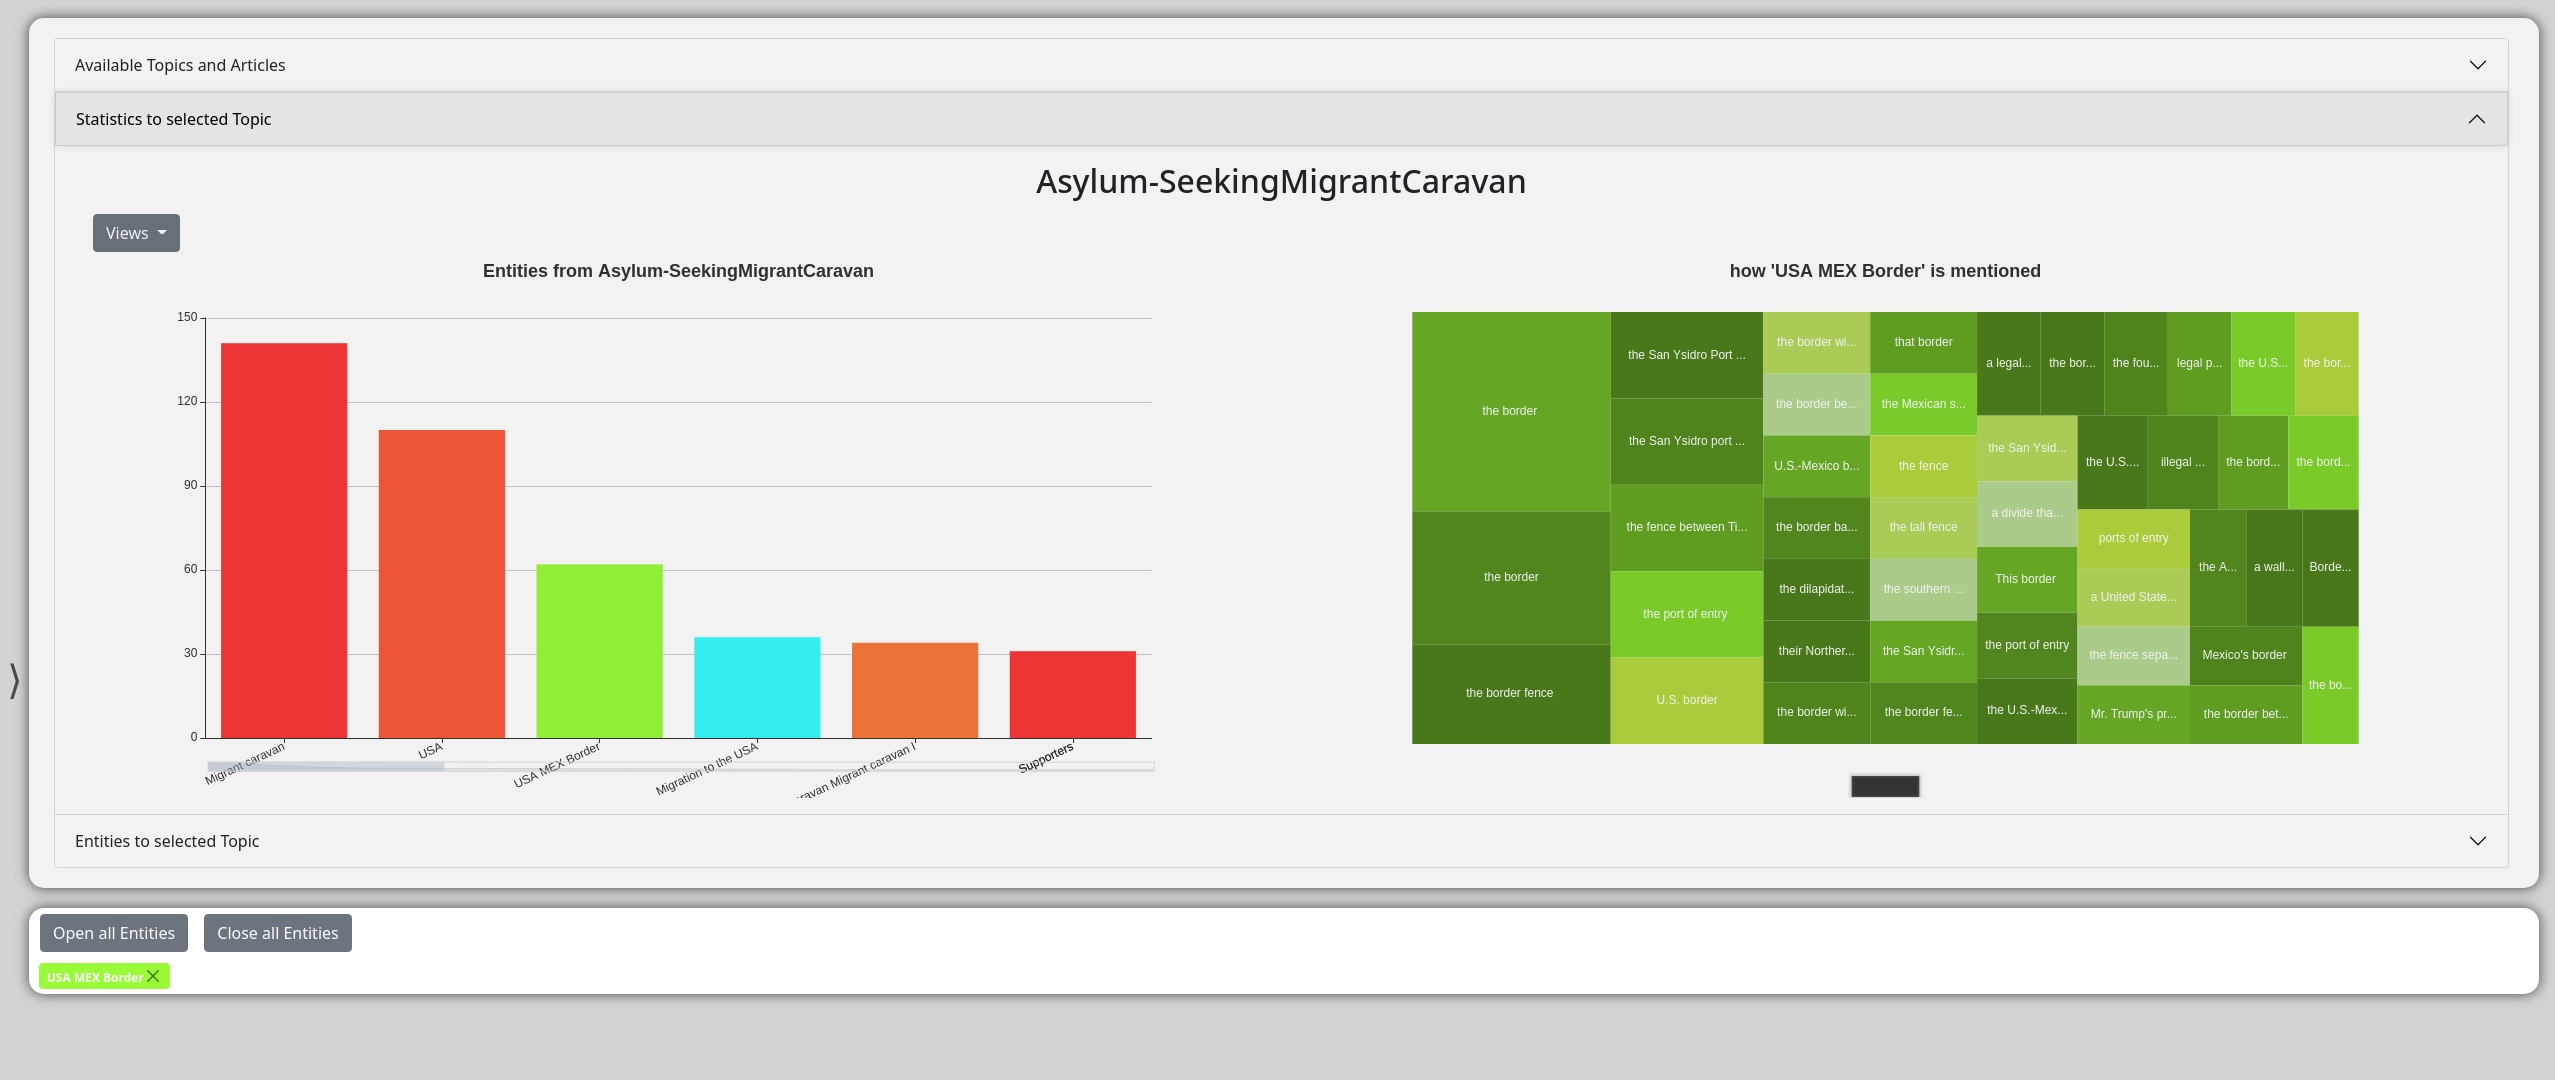 Available Topics and Articles
Statistics to selected Topic
Asylum-SeekingMigrantCaravan
Views
Entities from Asylum-SeekingMigrantCaravan
150
120
90
60
30
0
Migrant caravan
USA
USA MEX Border
Migration to the USA
aravan Migrant caravan I
Supporters
how 'USA MEX Border' is mentioned
the border
the border
the border fence
the San Ysidro Port ...
the San Ysidro port ...
the fence between Ti...
the port of entry
U.S. border
the border wi...
the border be...
U.S.-Mexico b...
the border ba...
the dilapidat...
their Norther...
the border wi...
that border
the Mexican s...
the fence
the tall fence
the southern ...
the San Ysidr...
the border fe...
a legal...
the bor...
the fou...
legal p...
the U.S...
the bor...
the San Ysid...
a divide tha...
This border
the port of entry
the U.S.-Mex...
the U.S....
illegal ...
the bord...
the bord...
ports of entry
a United State...
the fence sepa...
Mr. Trump's pr...
the A...
a wall...
Borde...
Mexico's border
the border bet...
the bo...
Entities to selected Topic
Open all Entities
Close all Entities
USA MEX Border